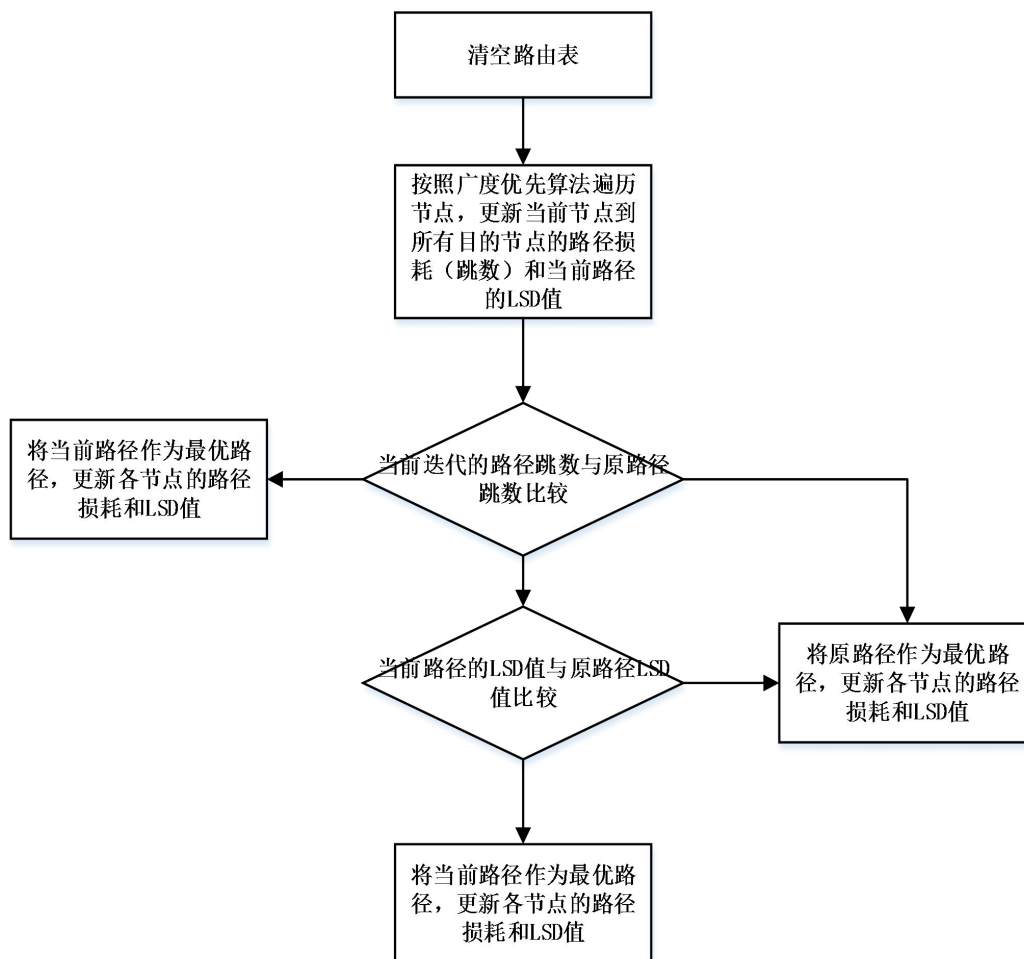 清空路由表
按照广度优先算法遍历
节点，更新当前节点到
所有目的节点的路径损
耗（跳数）和当前路径
的LSD值
当前迭代的路径跳数与原路径
跳数比较
将当前路径作为最优路
径，更新各节点的路径
损耗和LSD值
当前路径的LSD值与原路径LSD
值比较
将原路径作为最优路
径，更新各节点的路径
损耗和LSD值
将当前路径作为最优路
径，更新各节点的路径
损耗和LSD值